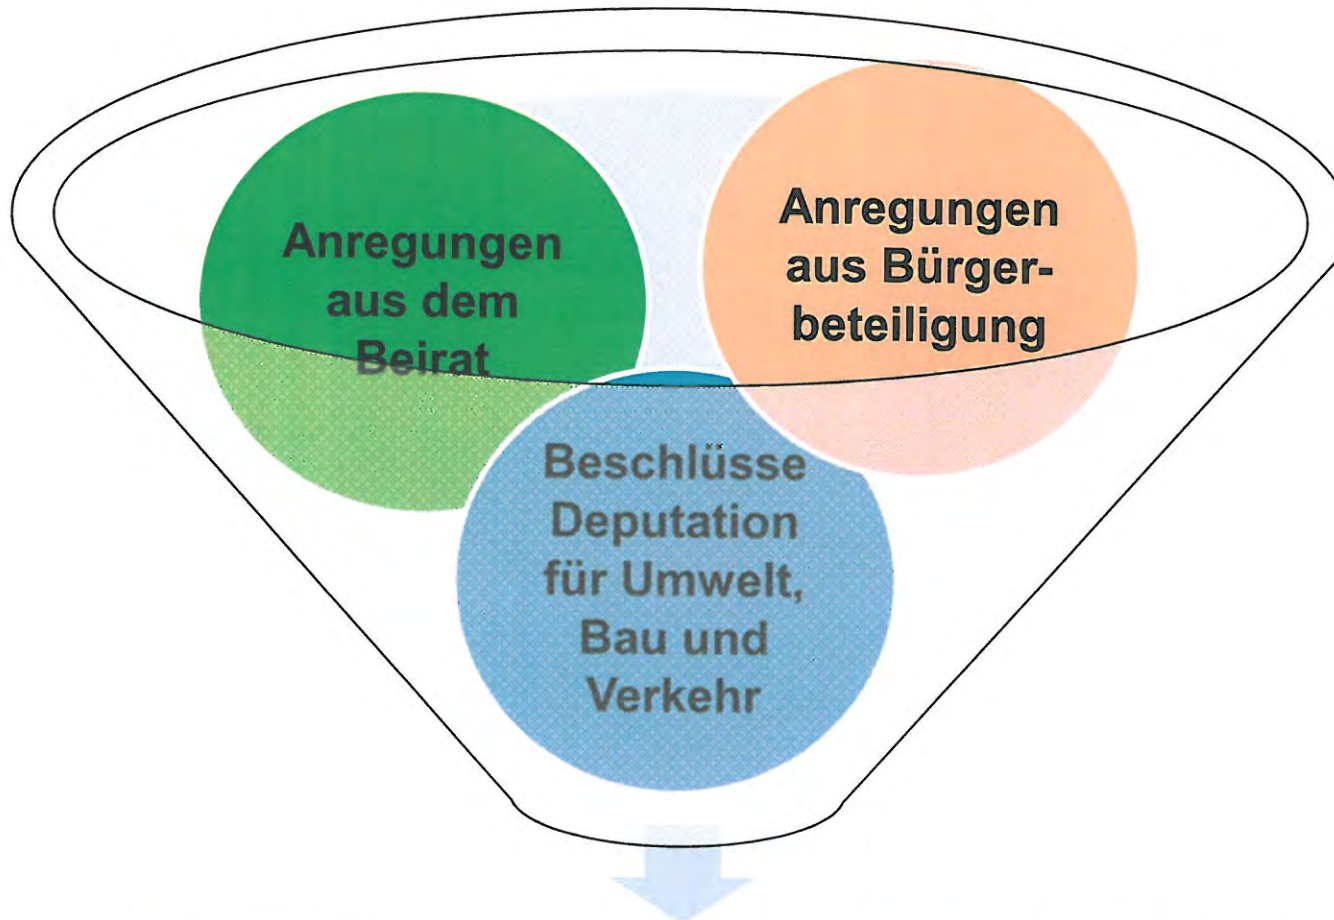 Anregungen
aus dem
Beirat
Anregungen
aus Bürger-
beteiligung
Beschlüsse
Deputation
für Umwelt,
Bau und
Verkehr